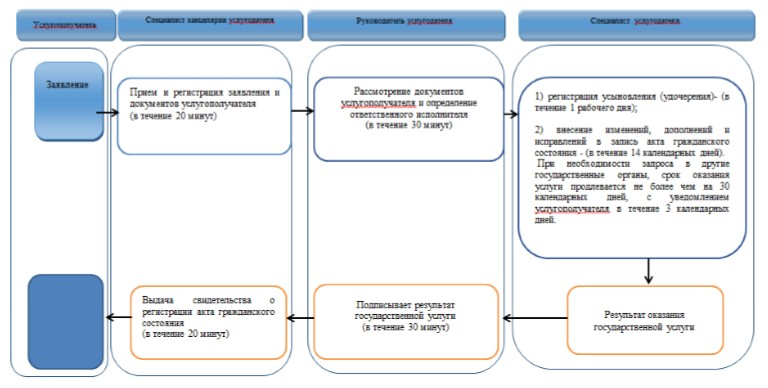 Услугополучатель
Специалист канцелярии услугодателя
Руководитель услугодателя
Специалист услугодателя
Заявление
Прием и регистрация заявления и
документов услугополучателя
(в течение 20 минут)
Рассмотрение документов
услугополучателя и определение
ответственного исполнителя
(в течение 30 минут)
1) регистрация усыновления (удочерения)- (в
течение 1 рабочего дня);
2) внесение изменений, дополнений и
исправлений в запись акта гражданского
состояния - (в течение 14 календарных дней).
При необходимости запроса в другие
государственные органы, срок оказания
услуги продлевается не более чем на 30
календарных дней, с уведомлением
услугополучателя в течение 3 календарных
дней.
Выдача свидетельства о
регистрации акта гражданского
состояния
(в течение 20 минут)
Подписывает результат
государственной услуги
(в течение 30 минут)
Результат оказания
государственной услуги